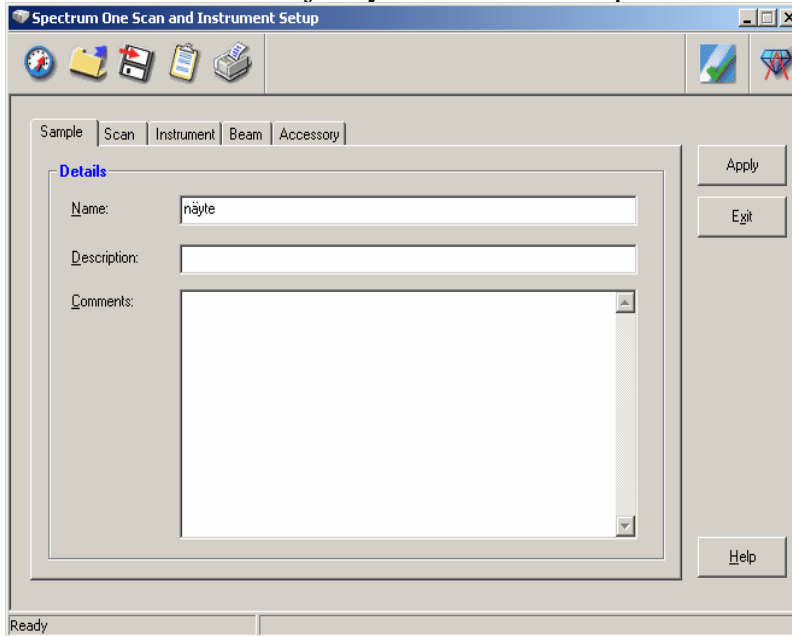 Spectrum One Scan and Instrument Setup
Sample Scan Instrument Beam Accessory
Details
Name: näyte
Description:
Comments:
Apply
Exit
Help
Ready